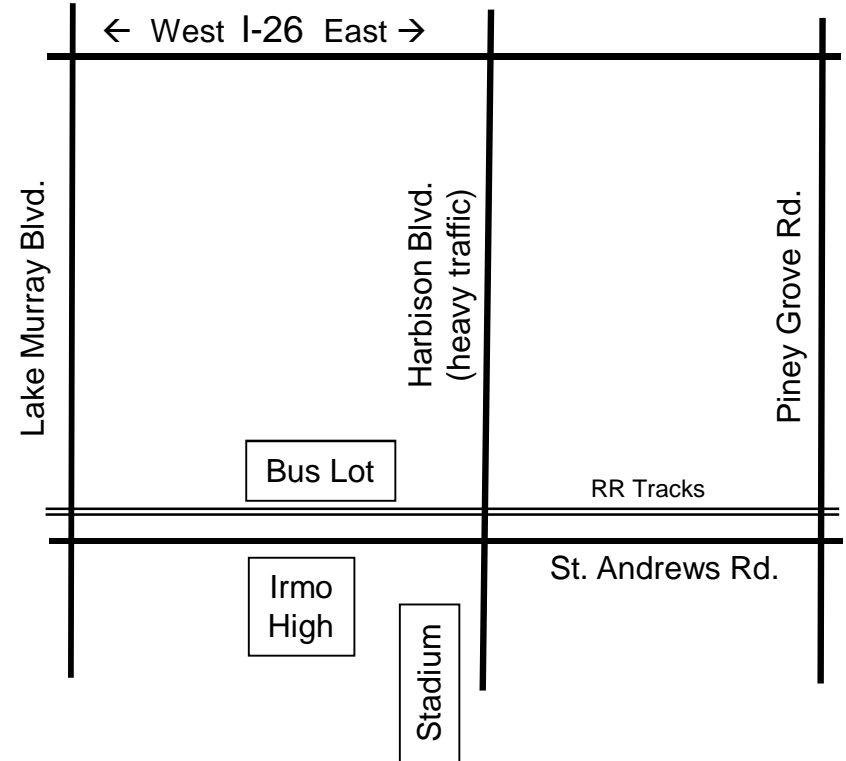 ← West I-26 East →
Lake Murray Blvd.
Harbison Blvd.
(heavy traffic)
Piney Grove Rd.
Bus Lot
RR Tracks
St. Andrews Rd.
Irmo
High
Stadium